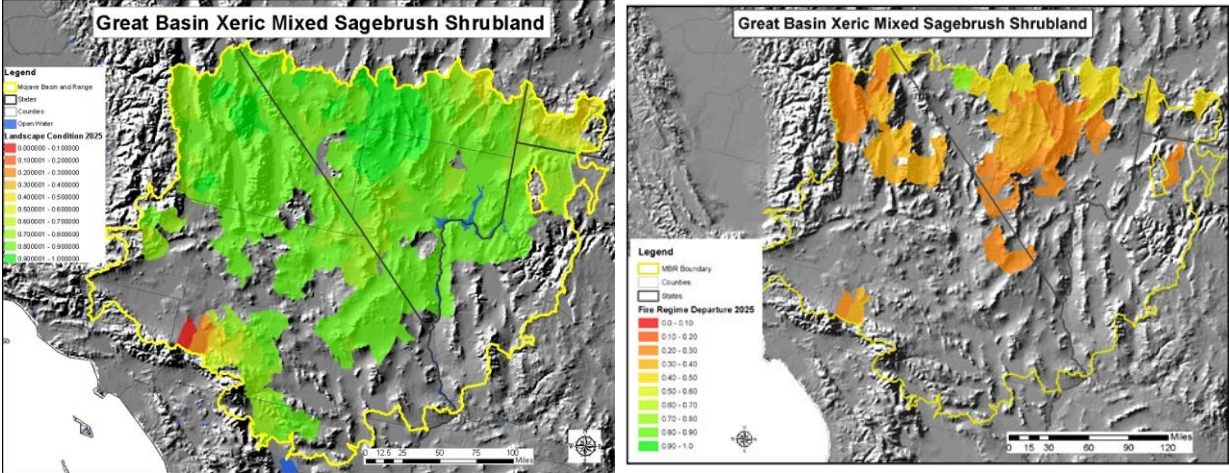 Great Basin Xeric Mixed Sagebrush Shrubland
Legend
Mojave Basin and Range
States
Counties
Open Water
Landscape Condition 2025
0.000000 - 0.100000
0.100001 - 0.200000
0.200001 - 0.300000
0.300001 - 0.400000
0.400001 - 0.500000
0.500001 - 0.600000
0.600001 - 0.700000
0.700001 - 0.800000
0.800001 - 0.900000
0.900001 - 1.000000
0 12.5 25 50 75 100
Miles
Great Basin Xeric Mixed Sagebrush Shrubland
Legend
MBR Boundary
Counties
States
Fire Regime Departure 2025
0.0 - 0.10
0.10 - 0.20
0.20 - 0.30
0.30 - 0.40
0.40 - 0.50
0.50 - 0.60
0.60 - 0.70
0.70 - 0.80
0.80 - 0.90
0.90 - 1.0
0 15 30 60 90 120
Miles